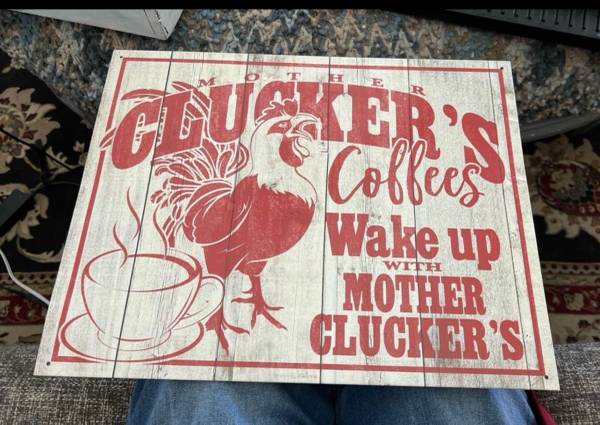 MOTHER
CLUCKER'S
Coffees
Wake up
WITH
MOTHER
CLUCKER'S